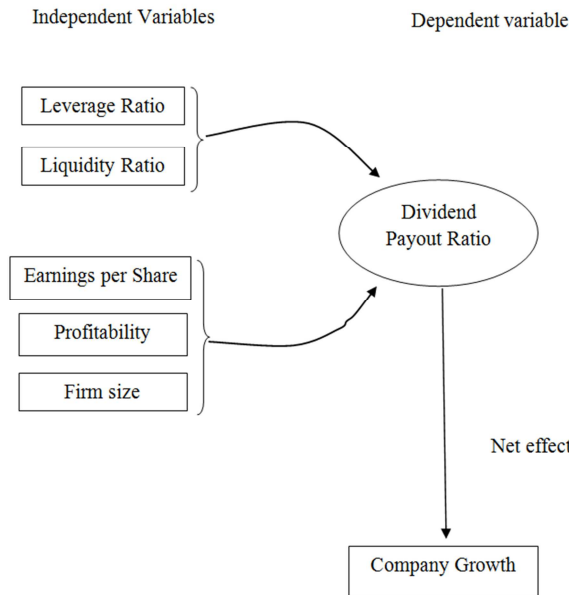 Independent Variables
Dependent variable
Leverage Ratio
Liquidity Ratio
Dividend
Payout Ratio
Earnings per Share
Profitability
Firm size
Net effect
Company Growth